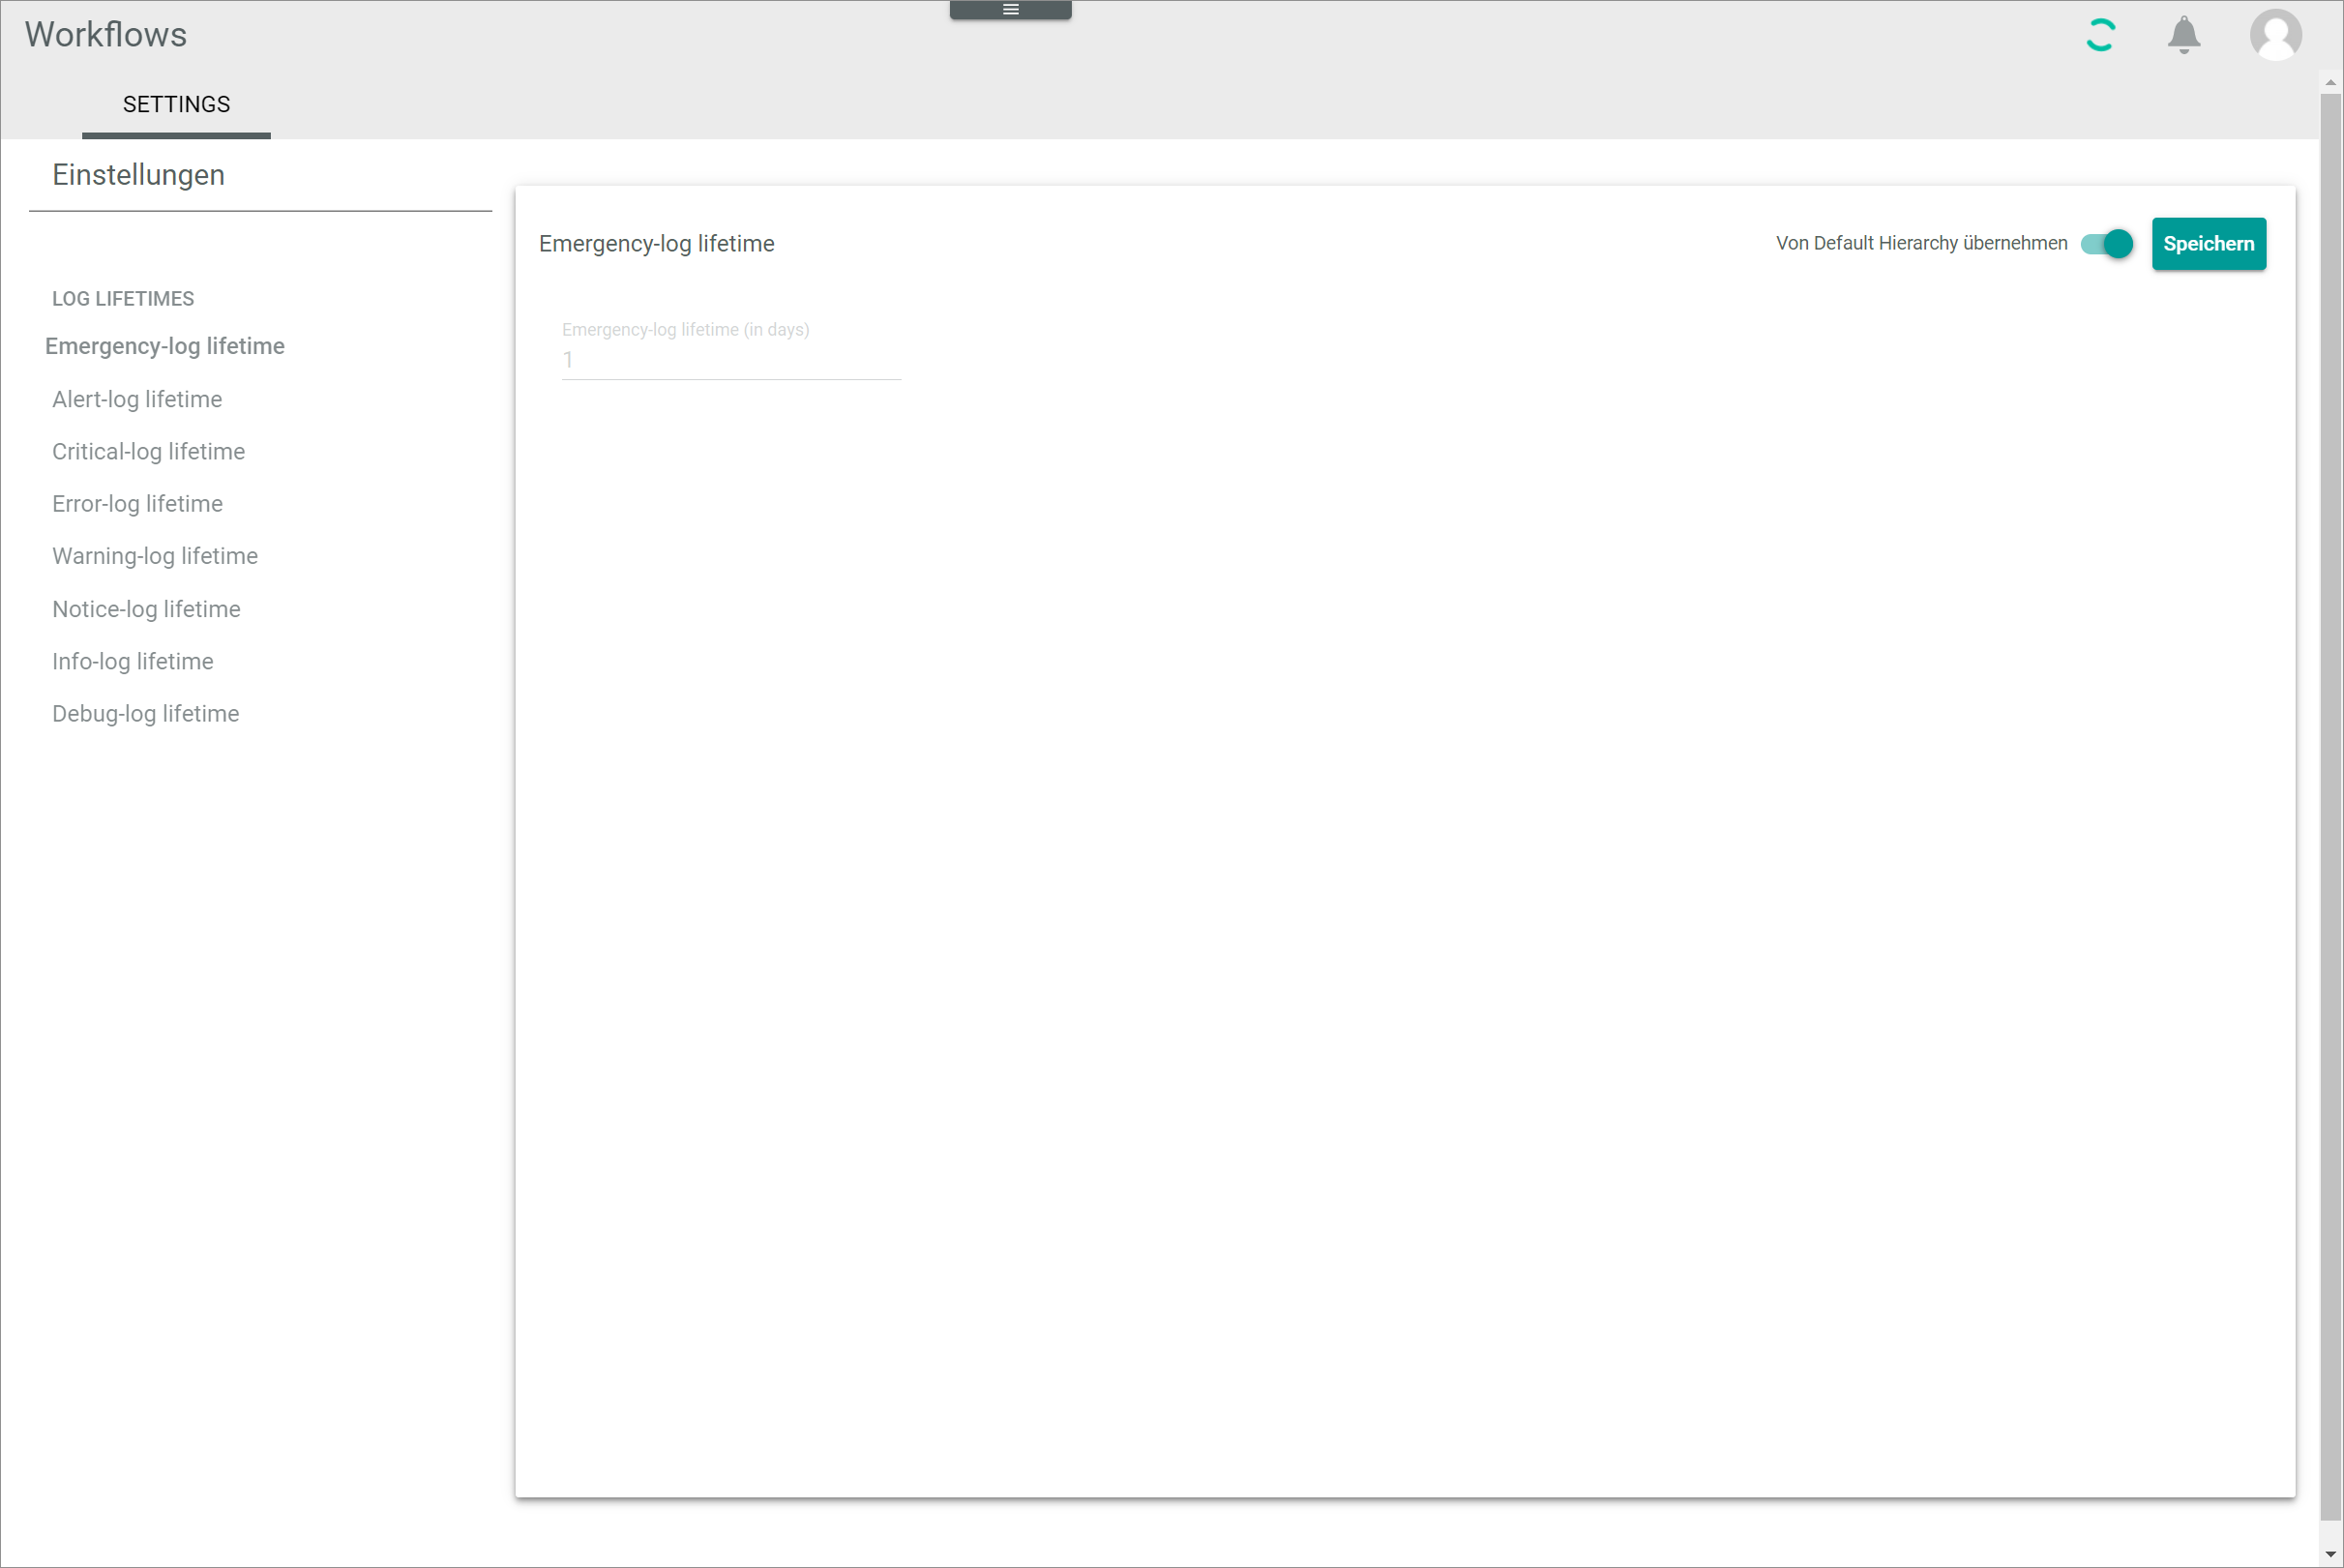 Workflows
SETTINGS
Einstellungen
LOG LIFETIMES
Emergency-log lifetime
Alert-log lifetime
Critical-log lifetime
Error-log lifetime
Warning-log lifetime
Notice-log lifetime
Info-log lifetime
Debug-log lifetime
Emergency-log lifetime
Von Default Hierarchy übernehmen
Speichern
Emergency-log lifetime (in days)
1